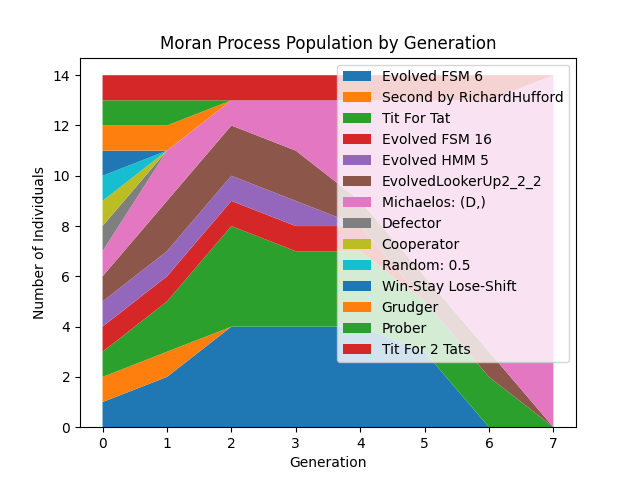 Moran Process Population by Generation
Number of Individuals
14
12
10
8
6
4
2
0
Evolved FSM 6
Second by RichardHufford
Tit For Tat
Evolved FSM 16
Evolved HMM 5
EvolvedLookerUp2_2_2
Michaelos: (D,)
Defector
Cooperator
Random: 0.5
Win-Stay Lose-Shift
Grudger
Prober
Tit For 2 Tats
0 1 2 3 4 5 6 7
Generation